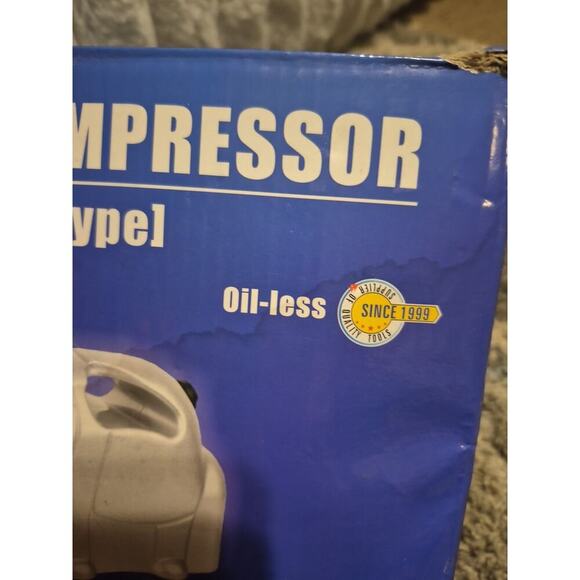 MPRESSOR
ype]
Oil-less
SUPPLIER OF
QUALITY TOOLS
SINCE 1999